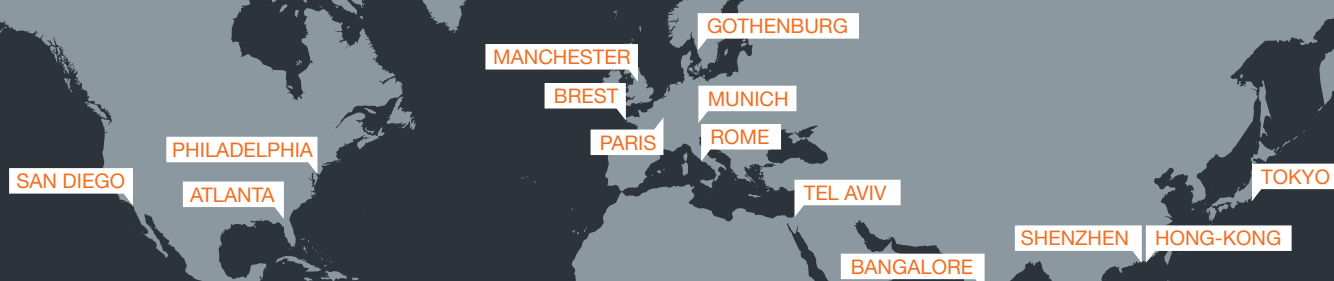 GOTHENBURG
MANCHESTER
BREST
MUNICH
PARIS
ROME
PHILADELPHIA
SAN DIEGO
ATLANTA
TEL AVIV
TOKYO
SHENZHEN
HONG-KONG
BANGALORE